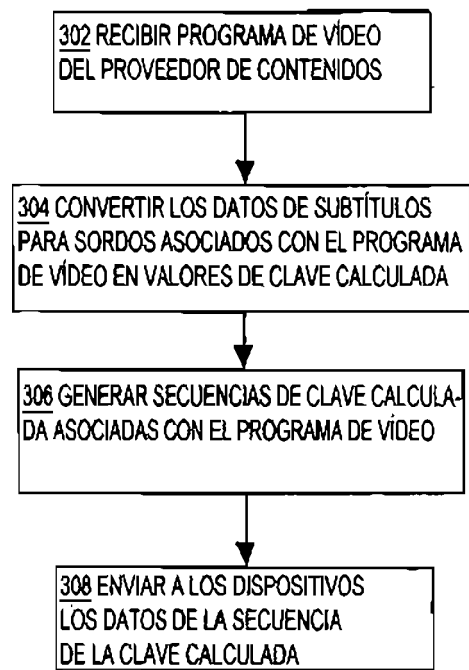 302 RECIBIR PROGRAMA DE VÍDEO
DEL PROVEEDOR DE CONTENIDOS
304 CONVERTIR LOS DATOS DE SUBTÍTULOS
PARA SORDOS ASOCIADOS CON EL PROGRAMA
DE VÍDEO EN VALORES DE CLAVE CALCULADA
306 GENERAR SECUENCIAS DE CLAVE CALCULA-
DA ASOCIADAS CON EL PROGRAMA DE VÍDEO
308 ENVIAR A LOS DISPOSITIVOS
LOS DATOS DE LA SECUENCIA
DE LA CLAVE CALCULADA